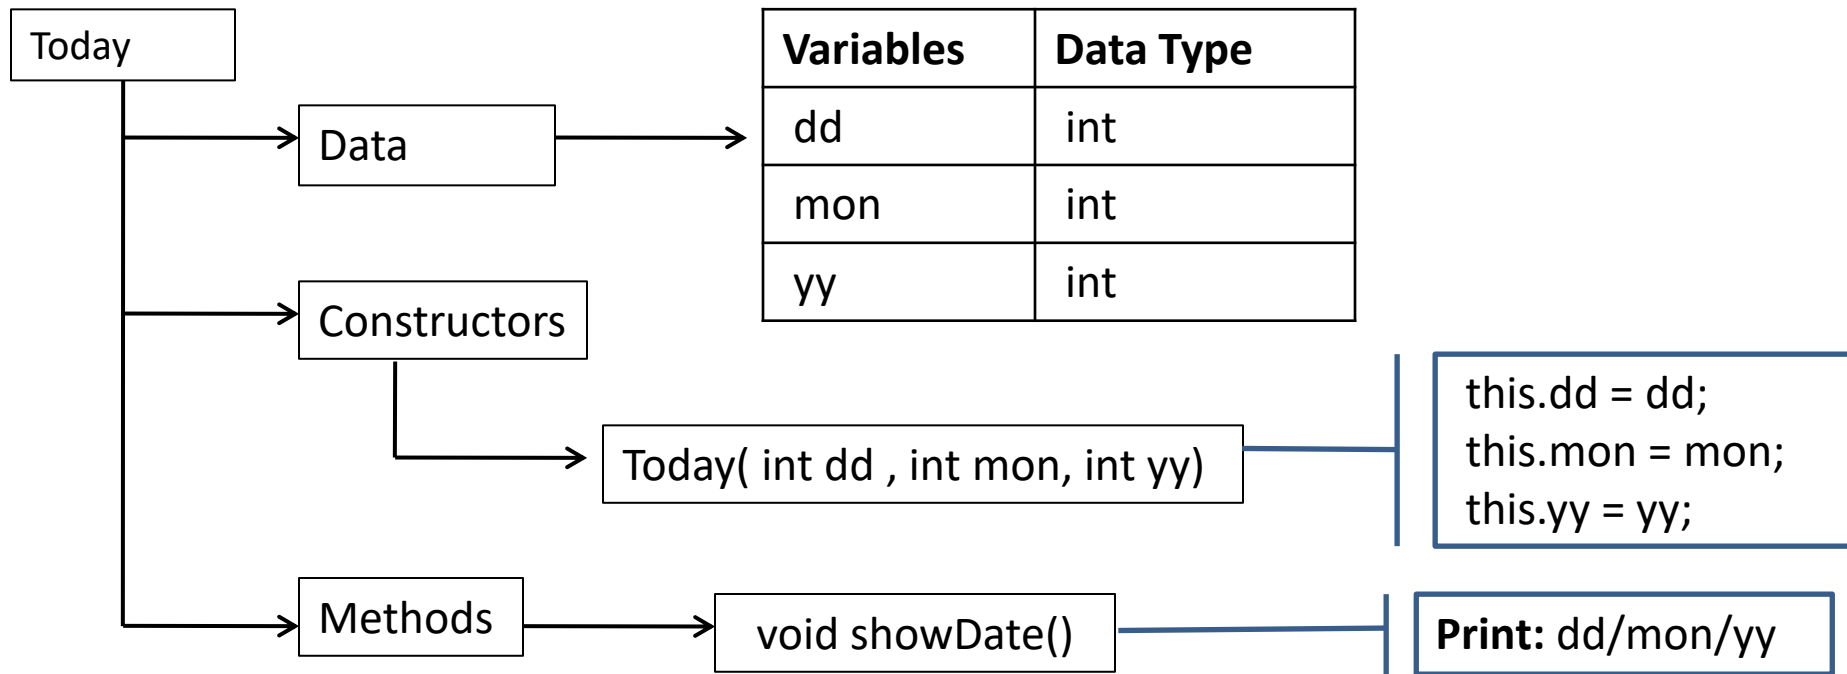 Today
Variables Data Type
Data
dd int
mon int
yy int
Constructors
Today( int dd , int mon, int yy)
this.dd = dd;
this.mon = mon;
this.yy = yy;
Methods
void showDate()
Print: dd/mon/yy